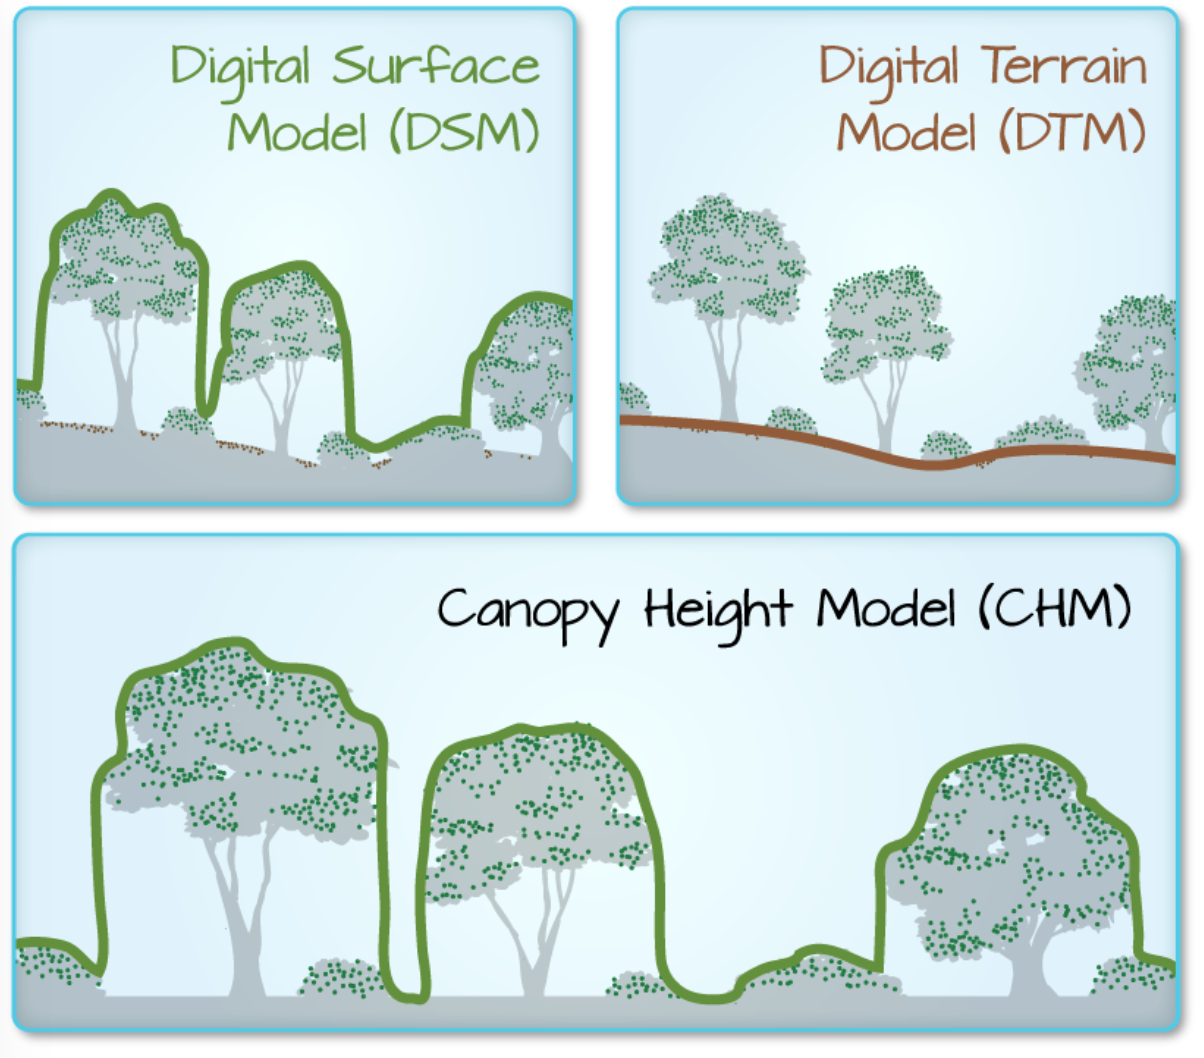 Digital Surface
Model (DSM)
Digital Terrain
Model (DTM)
Canopy Height Model (CHM)